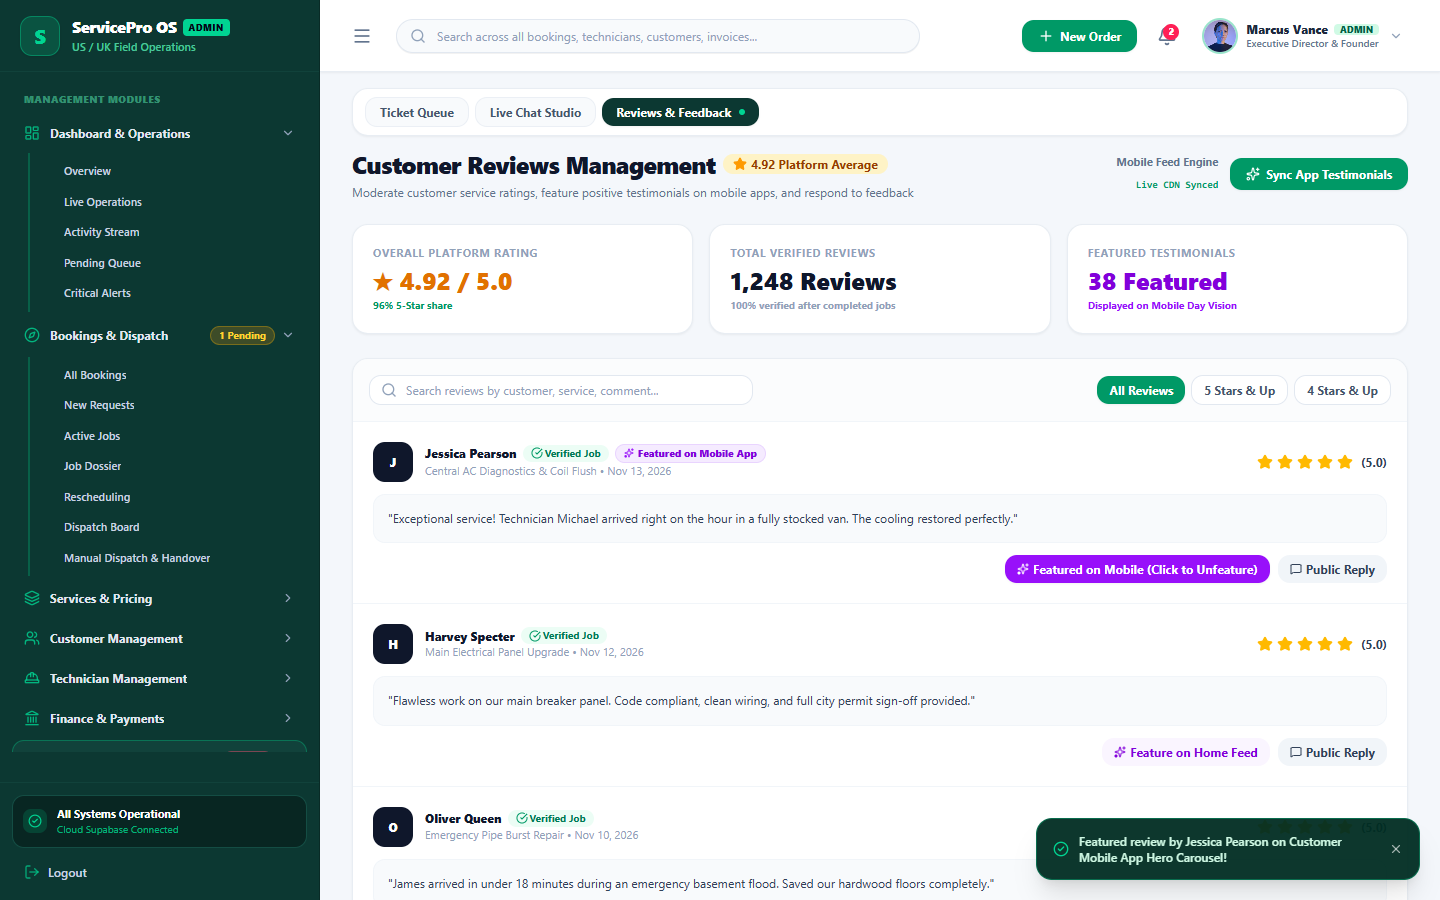 S
ServicePro OS ADMIN
US / UK Field Operations
MANAGEMENT MODULES
Dashboard & Operations
Overview
Live Operations
Activity Stream
Pending Queue
Critical Alerts
Bookings & Dispatch 1 Pending
All Bookings
New Requests
Active Jobs
Job Dossier
Rescheduling
Dispatch Board
Manual Dispatch & Handover
Services & Pricing
Customer Management
Technician Management
Finance & Payments
All Systems Operational
Cloud Supabase Connected
Logout
Search across all bookings, technicians, customers, invoices...
New Order
2
Marcus Vance ADMIN
Executive Director & Founder
Ticket Queue Live Chat Studio Reviews & Feedback
Customer Reviews Management 4.92 Platform Average
Moderate customer service ratings, feature positive testimonials on mobile apps, and respond to feedback
Mobile Feed Engine
Live CDN Synced
Sync App Testimonials
OVERALL PLATFORM RATING
★ 4.92 / 5.0
96% 5-Star share
TOTAL VERIFIED REVIEWS
1,248 Reviews
100% verified after completed jobs
FEATURED TESTIMONIALS
38 Featured
Displayed on Mobile Day Vision
Search reviews by customer, service, comment...
All Reviews 5 Stars & Up 4 Stars & Up
J
Jessica Pearson Verified Job Featured on Mobile App
Central AC Diagnostics & Coil Flush • Nov 13, 2026
(5.0)
"Exceptional service! Technician Michael arrived right on the hour in a fully stocked van. The cooling restored perfectly."
Featured on Mobile (Click to Unfeature) Public Reply
H
Harvey Specter Verified Job
Main Electrical Panel Upgrade • Nov 12, 2026
(5.0)
"Flawless work on our main breaker panel. Code compliant, clean wiring, and full city permit sign-off provided."
Feature on Home Feed Public Reply
O
Oliver Queen Verified Job
Emergency Pipe Burst Repair • Nov 10, 2026
(5.0)
"James arrived in under 18 minutes during an emergency basement flood. Saved our hardwood floors completely."
Featured review by Jessica Pearson on Customer
Mobile App Hero Carousel!